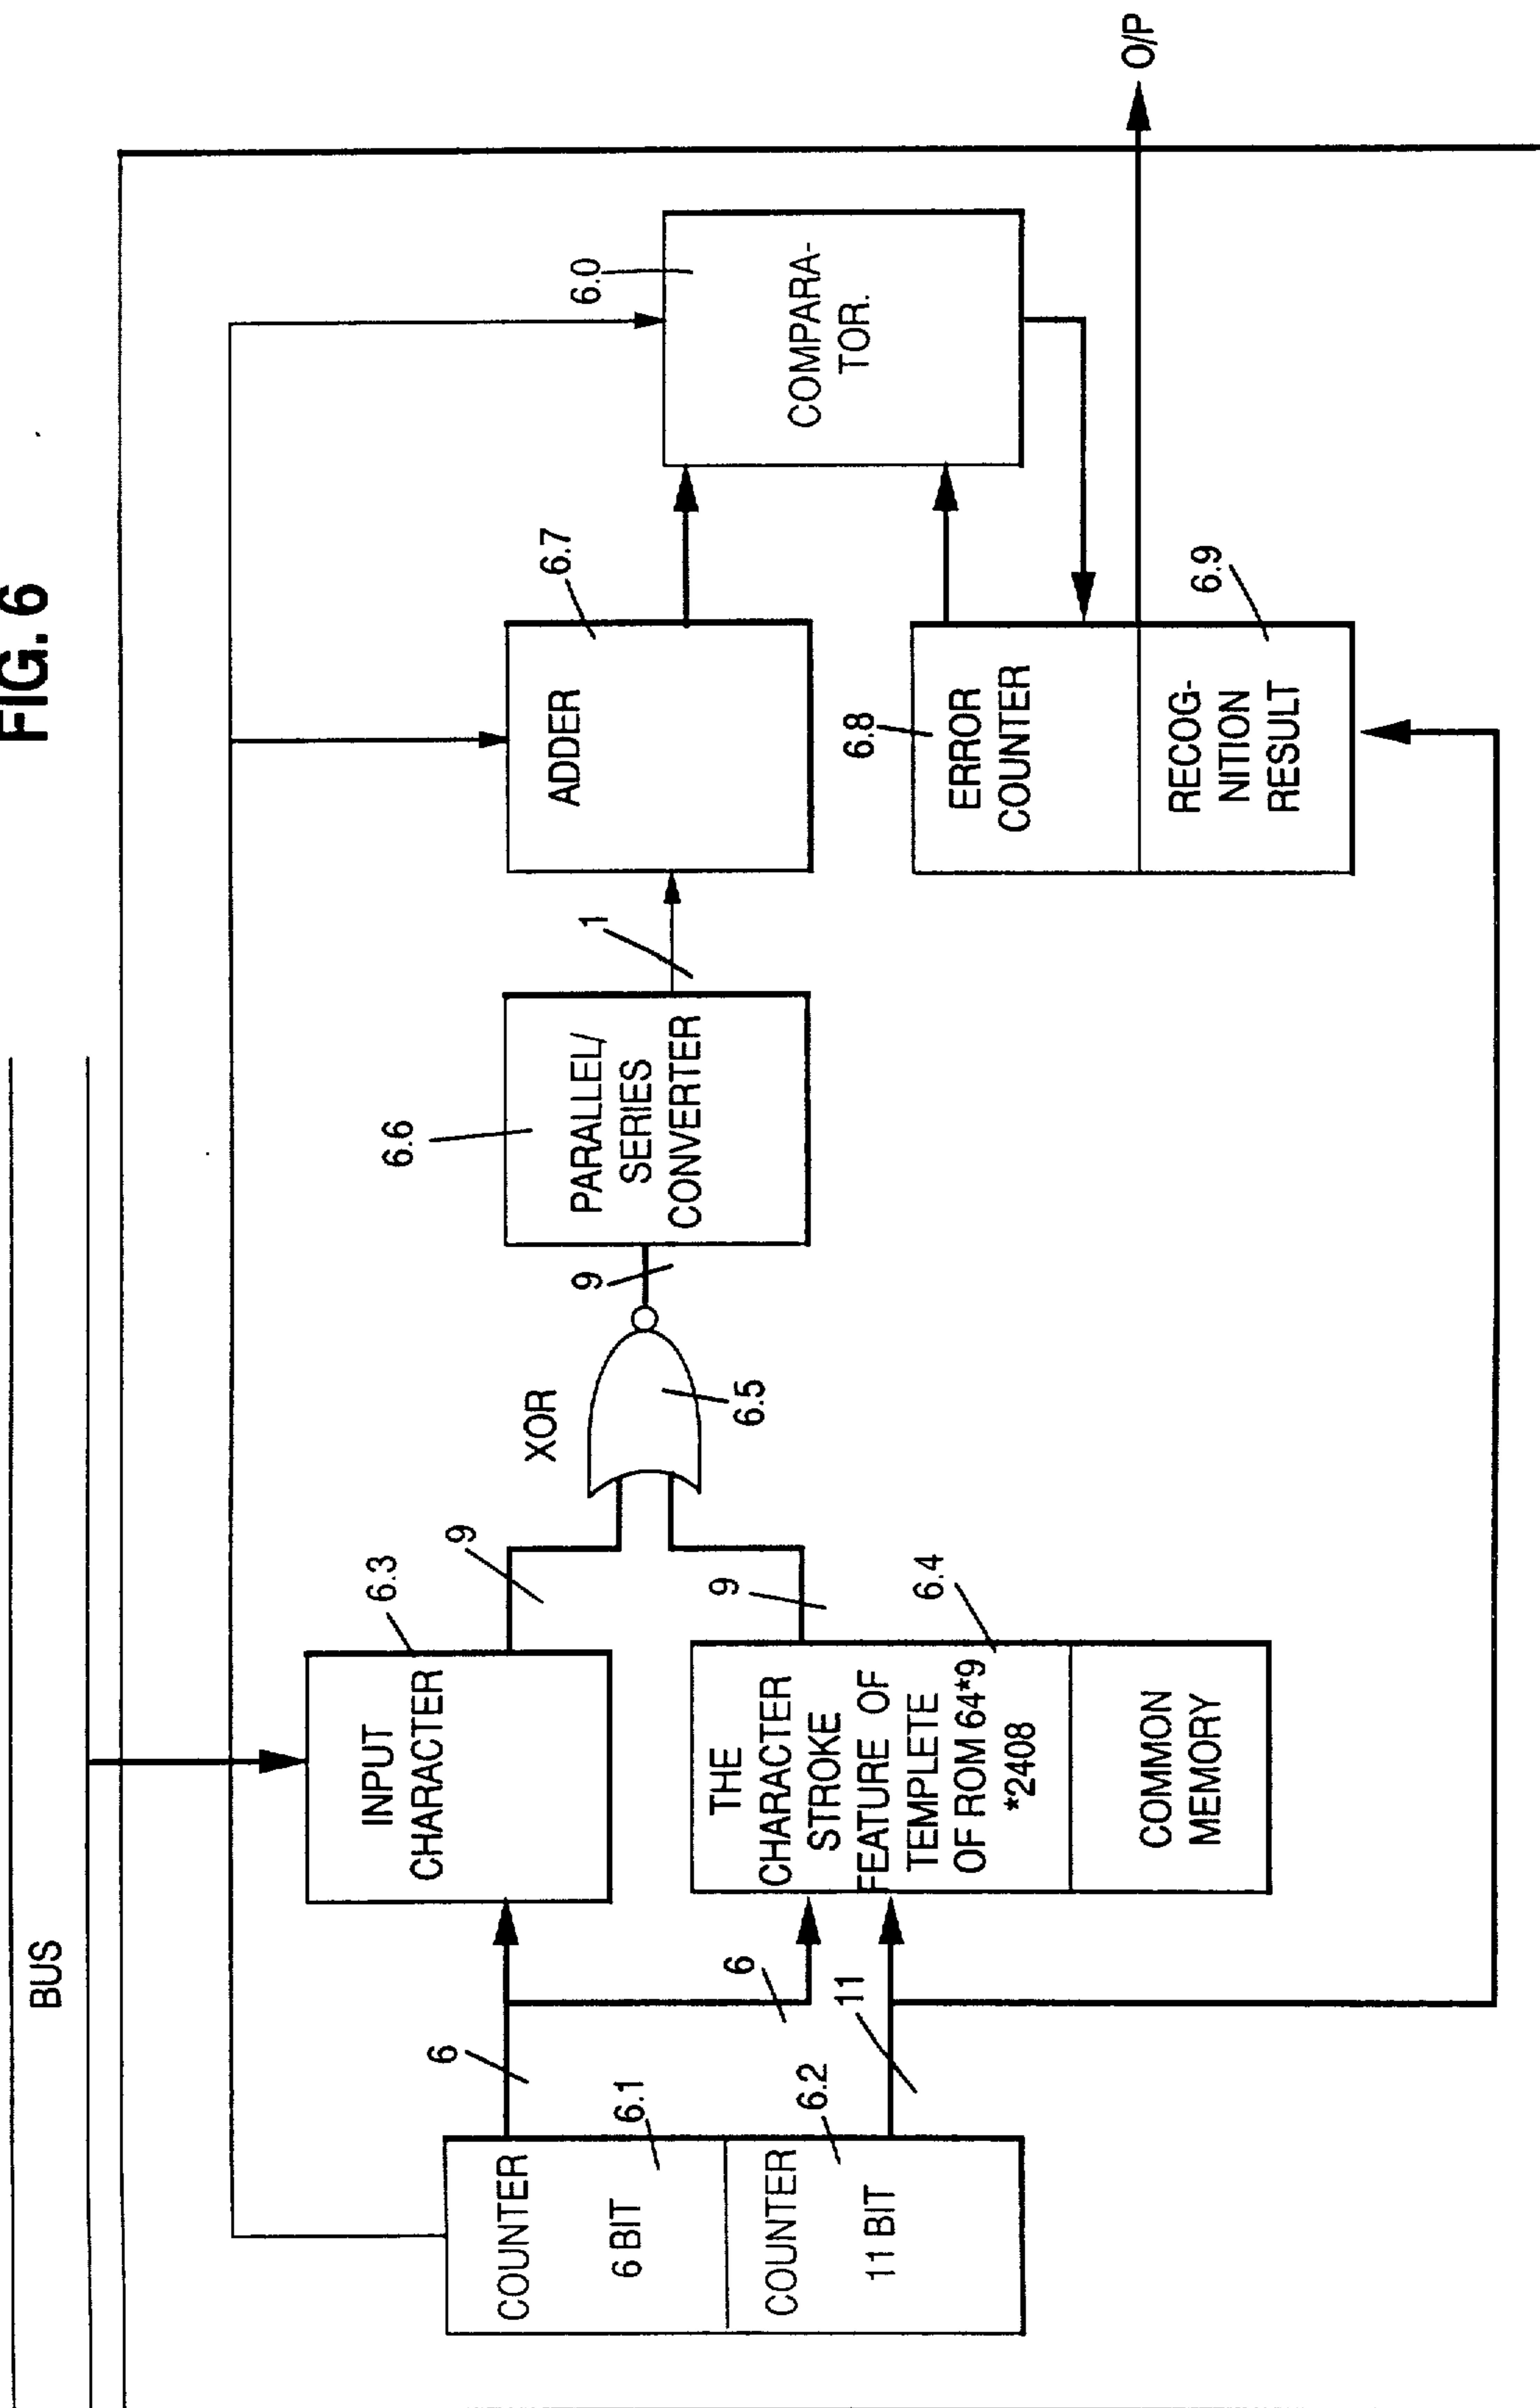 FIG. 6
BUS
COUNTER
6 BIT
6.1
COUNTER
11 BIT
6.2
6
6
11
INPUT
CHARACTER
6.3
THE
CHARACTER
STROKE
FEATURE OF
TEMPLETE
OF ROM 64*9
*2408
6.4
COMMON
MEMORY
9
9
XOR
6.5
9
PARALLEL/
SERIES
CONVERTER
6.6
1
ADDER
6.7
ERROR
COUNTER
6.8
RECOG-
NITION
RESULT
6.9
COMPARA-
TOR.
6.0
O/P